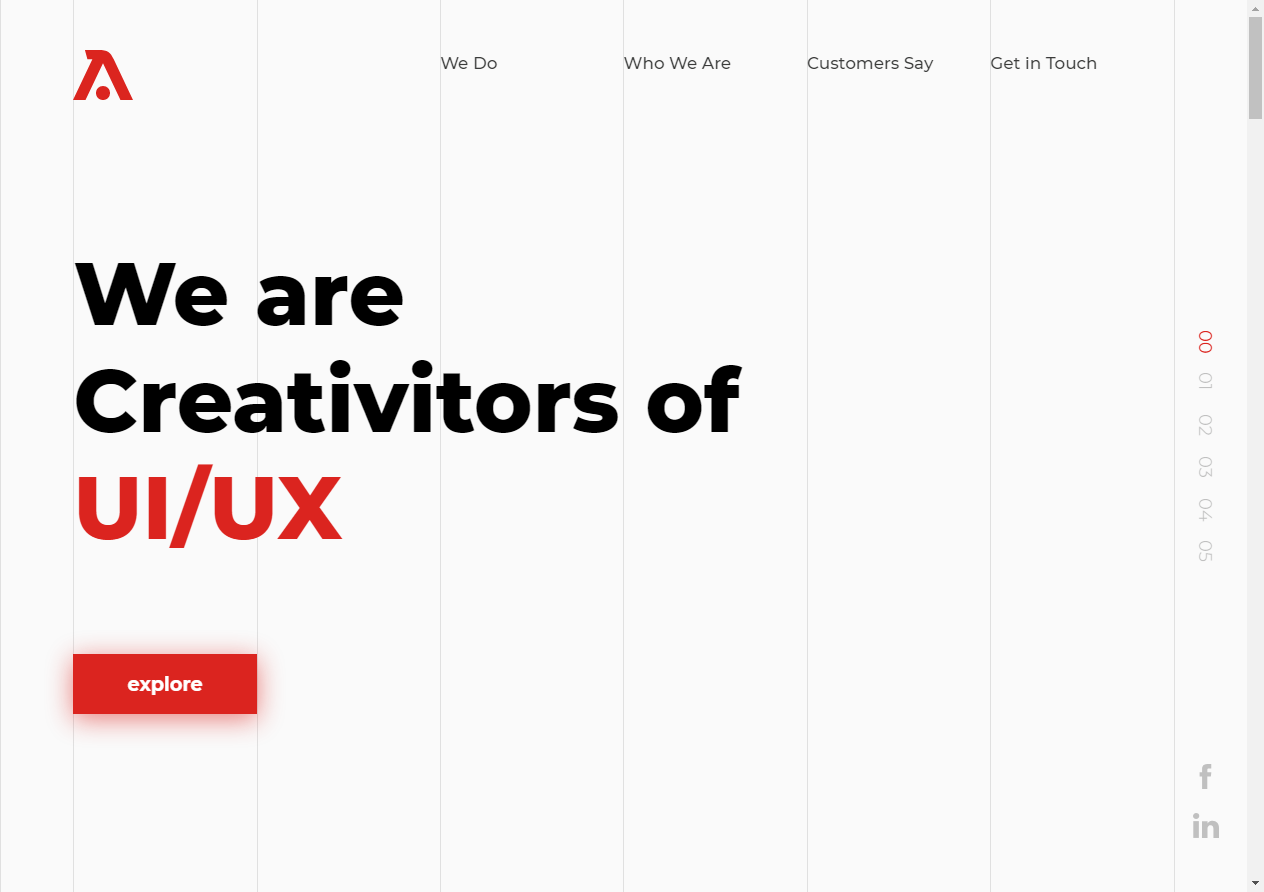 We Do
Who We Are
Customers Say
Get in Touch
We are
Creativitors of
UI/UX
explore
00
01
02
03
04
05
f
in